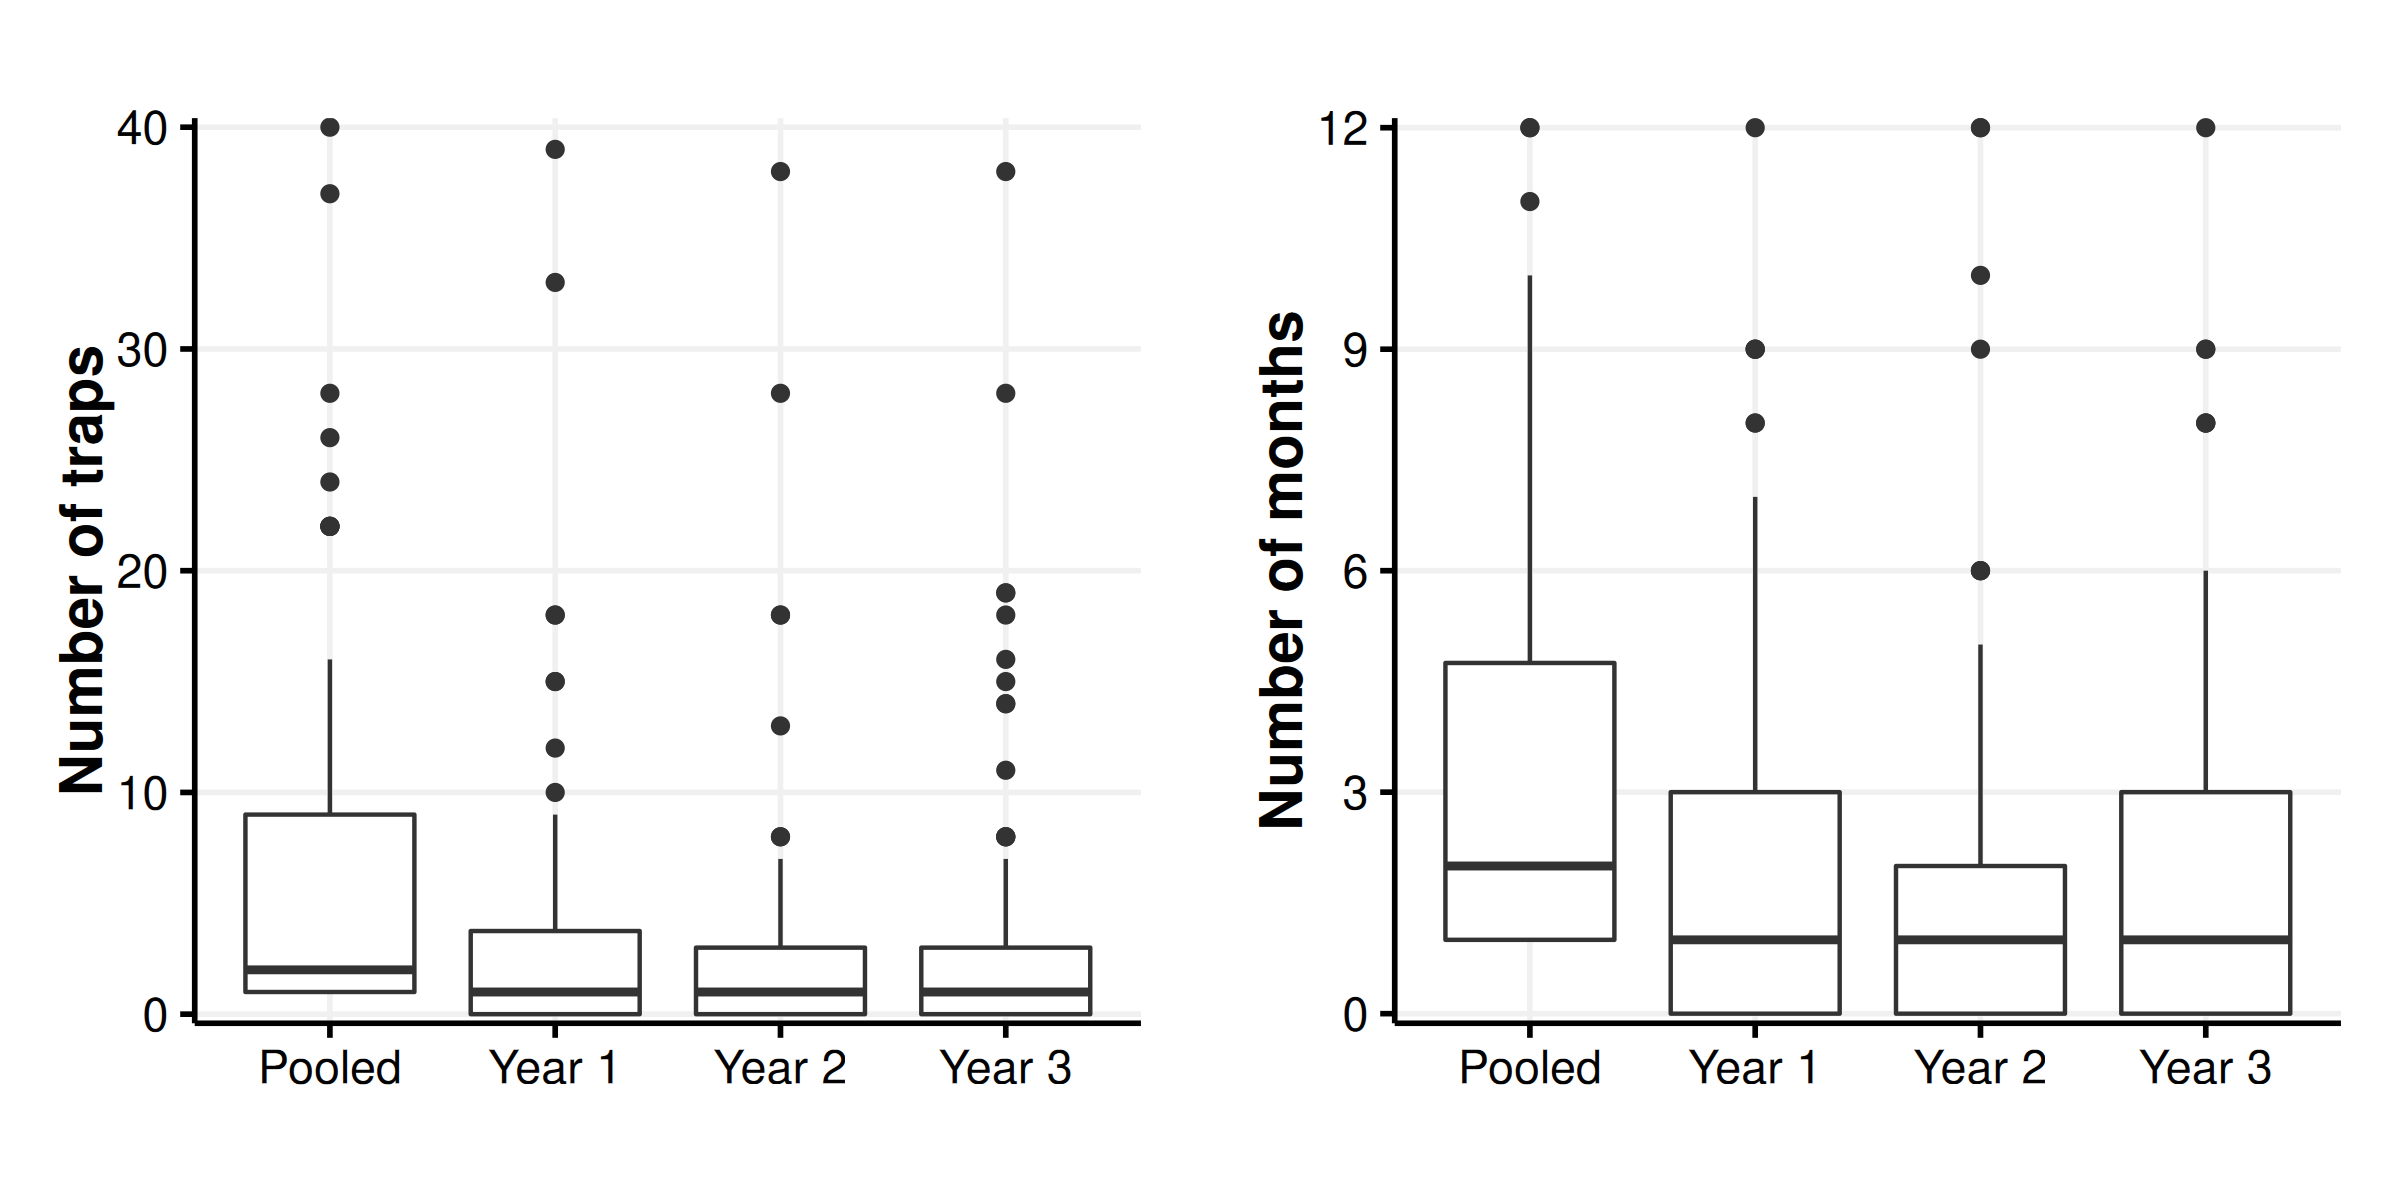 Number of traps
40
30
20
10
0
Pooled Year 1 Year 2 Year 3
Number of months
12
9
6
3
0
Pooled Year 1 Year 2 Year 3